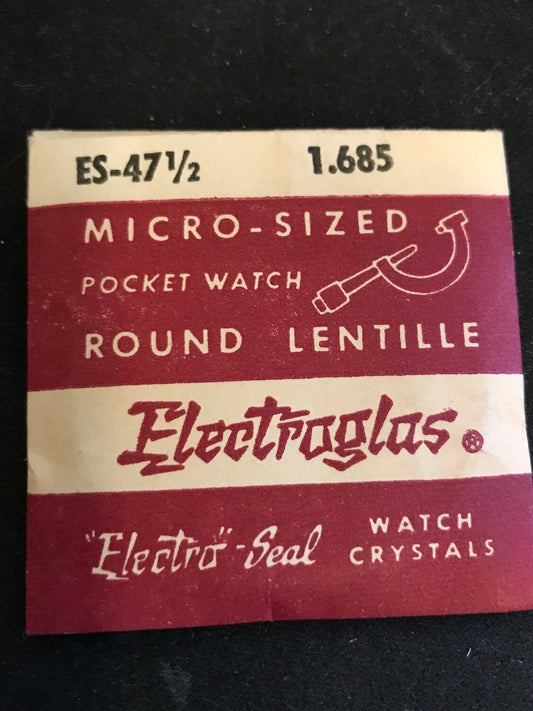 ES-47½ 1.685
MICRO-SIZED
POCKET WATCH
ROUND LENTILLE
Electroglas®
"Electro"-Seal WATCH CRYSTALS